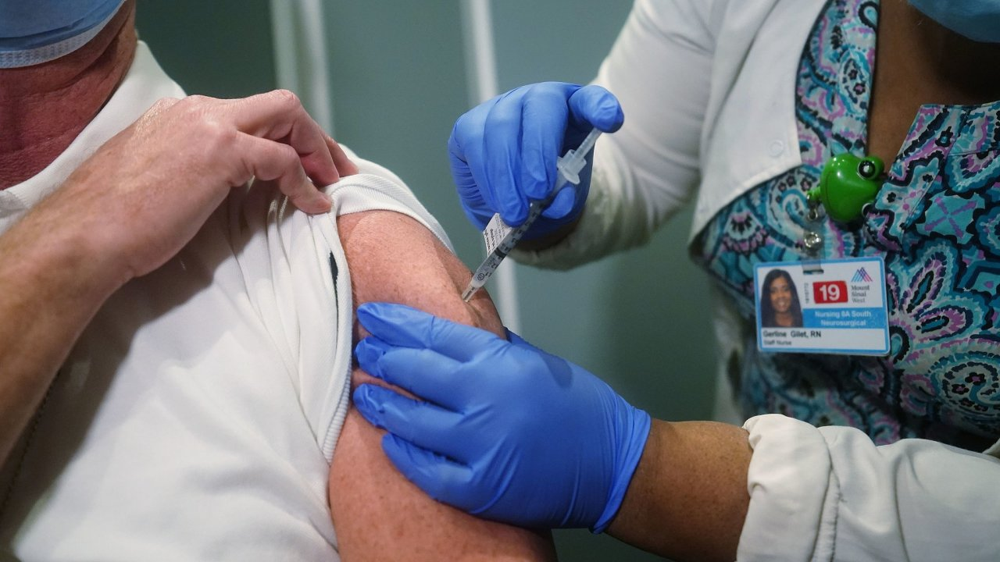 19
Mount
Sinai
West
Nursing 8A South
Neurosurgical
Gerline Gilet, RN
Staff Nurse